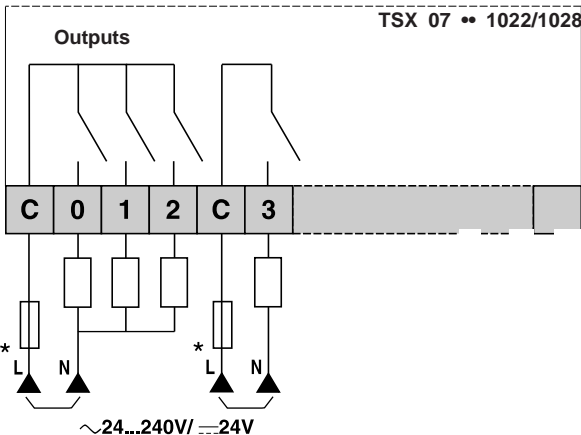 TSX 07 •• 1022/1028
Outputs
C 0 1 2 C 3
* L N * L N
~24...240V/ ⎓24V